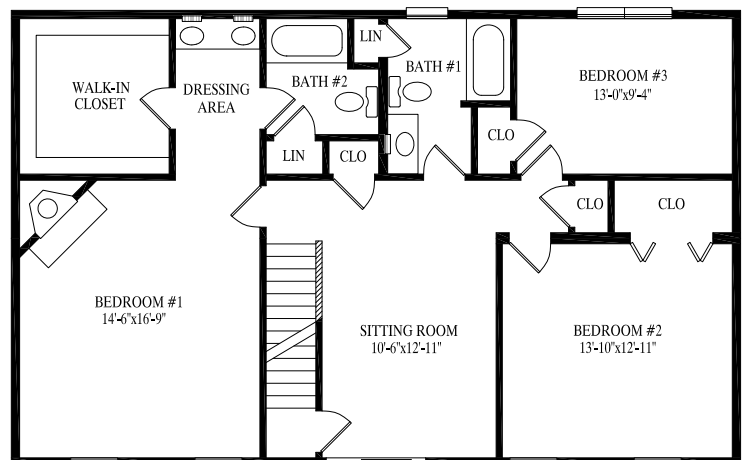 LIN
BATH #1
BEDROOM #3
13'-0"x9'-4"
WALK-IN
CLOSET
DRESSING
AREA
BATH #2
CLO
LIN
CLO
CLO
CLO
BEDROOM #1
14'-6"x16'-9"
SITTING ROOM
10'-6"x12'-11"
BEDROOM #2
13'-10"x12'-11"